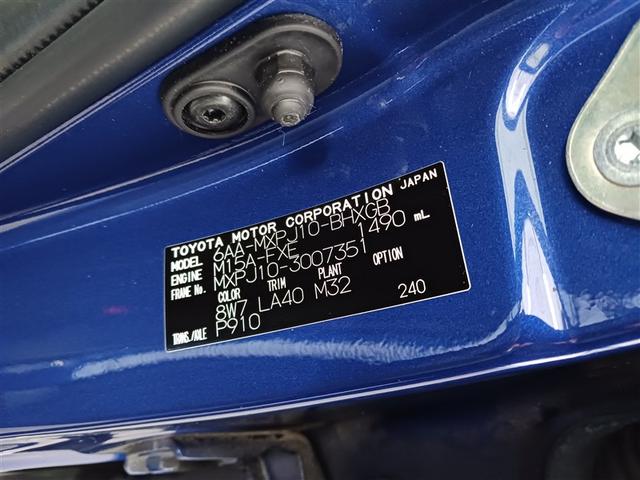 TOYOTA MOTOR CORPORATION JAPAN
MODEL 6AA-MXPJ10-BHXGB
ENGINE M15A-FXE 1490 mL
FRAME No. MXPJ10-3007351
COLOR TRIM PLANT OPTION
8W7 LA40 M32 240
TRANS./AXLE P910